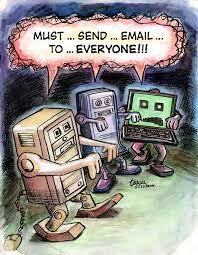 MUST ... SEND ... EMAIL ...
TO ... EVERYONE!!!